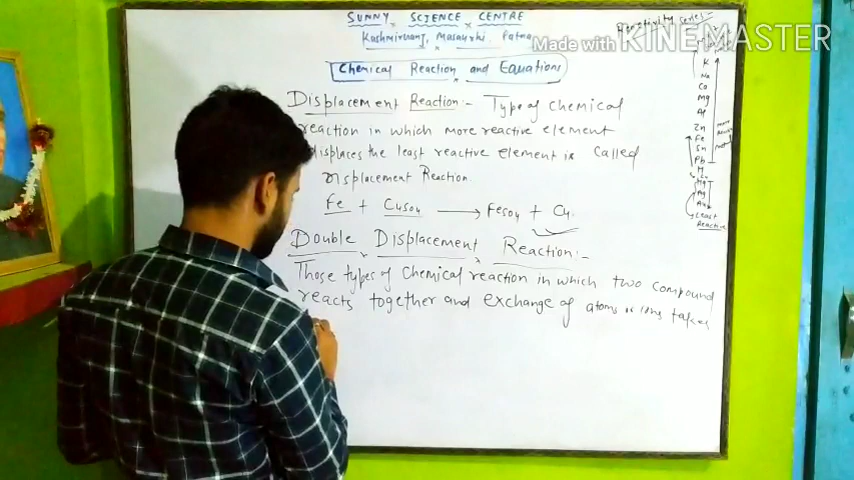 SUNNY SCIENCE CENTRE
Kashmirganj, Masaurhi, Patna
Made with KINEMASTER
Reactivity Series
Chemical Reaction and Equations
Displacement Reaction:- Type of Chemical
reaction in which more reactive element
displaces the least reactive element is called
Displacement Reaction.
Fe + CuSO4 → FeSO4 + Cu.
Double Displacement Reaction:-
Those types of Chemical reaction in which two compound
reacts together and exchange of atoms or ions takes
K
Na
Ca
Mg
Al
Zn
Fe
Sn
Pb
H
Cu
Hg
Ag
Au
Least
Reactive